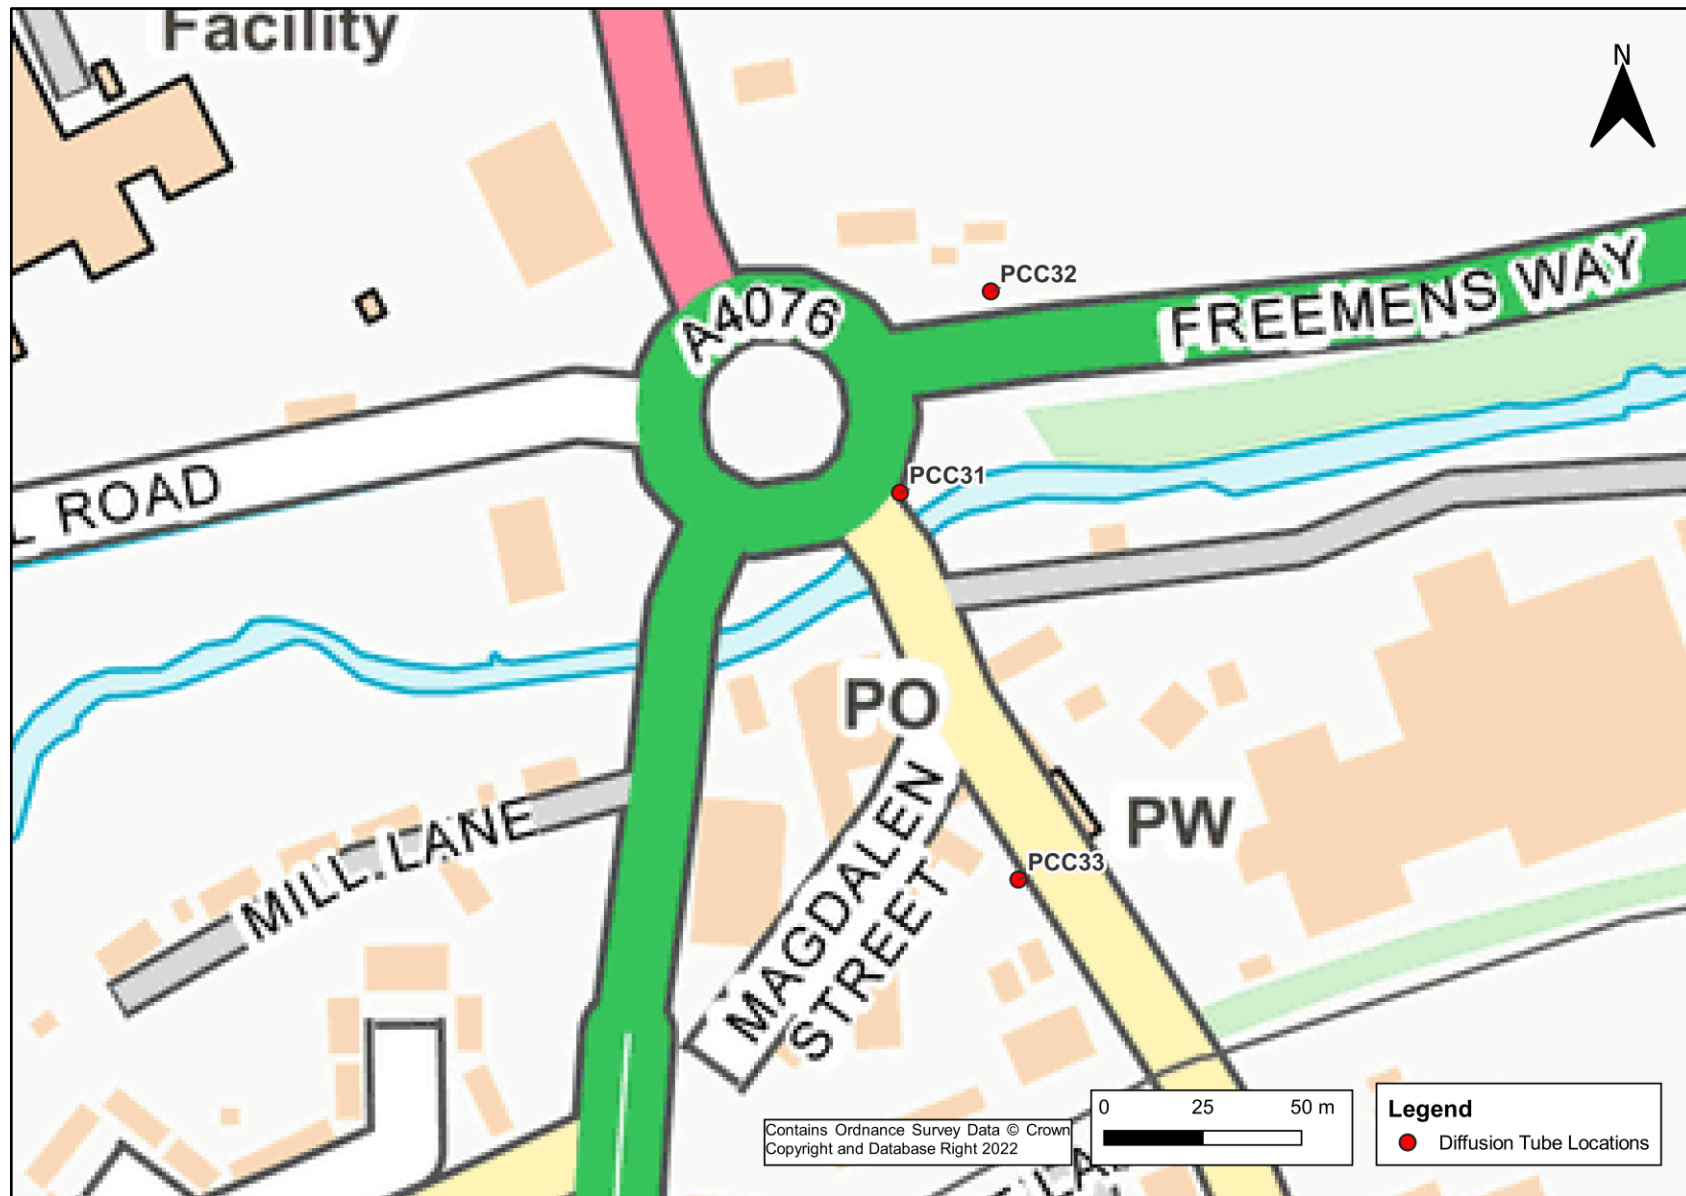 Facility
N
A4076
PCC32
FREEMENS WAY
L ROAD
PCC31
PO
MAGDALEN
STREET
MILL LANE
PW
PCC33
0 25 50 m
Contains Ordnance Survey Data © Crown
Copyright and Database Right 2022
Legend
Diffusion Tube Locations